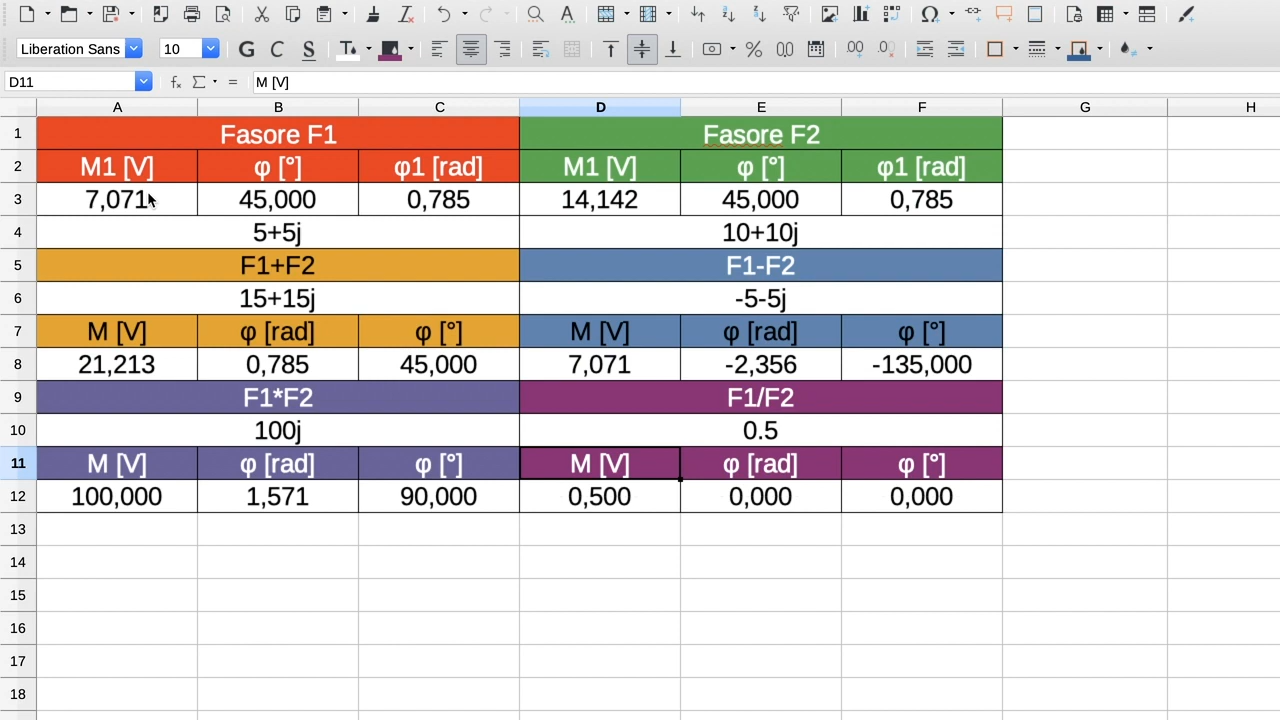 Liberation Sans 10 G C S
D11 M [V]
A B C D E F G H
1 Fasore F1 Fasore F2
2 M1 [V] φ [°] φ1 [rad] M1 [V] φ [°] φ1 [rad]
3 7,071 45,000 0,785 14,142 45,000 0,785
4 5+5j 10+10j
5 F1+F2 F1-F2
6 15+15j -5-5j
7 M [V] φ [rad] φ [°] M [V] φ [rad] φ [°]
8 21,213 0,785 45,000 7,071 -2,356 -135,000
9 F1*F2 F1/F2
10 100j 0.5
11 M [V] φ [rad] φ [°] M [V] φ [rad] φ [°]
12 100,000 1,571 90,000 0,500 0,000 0,000
13
14
15
16
17
18